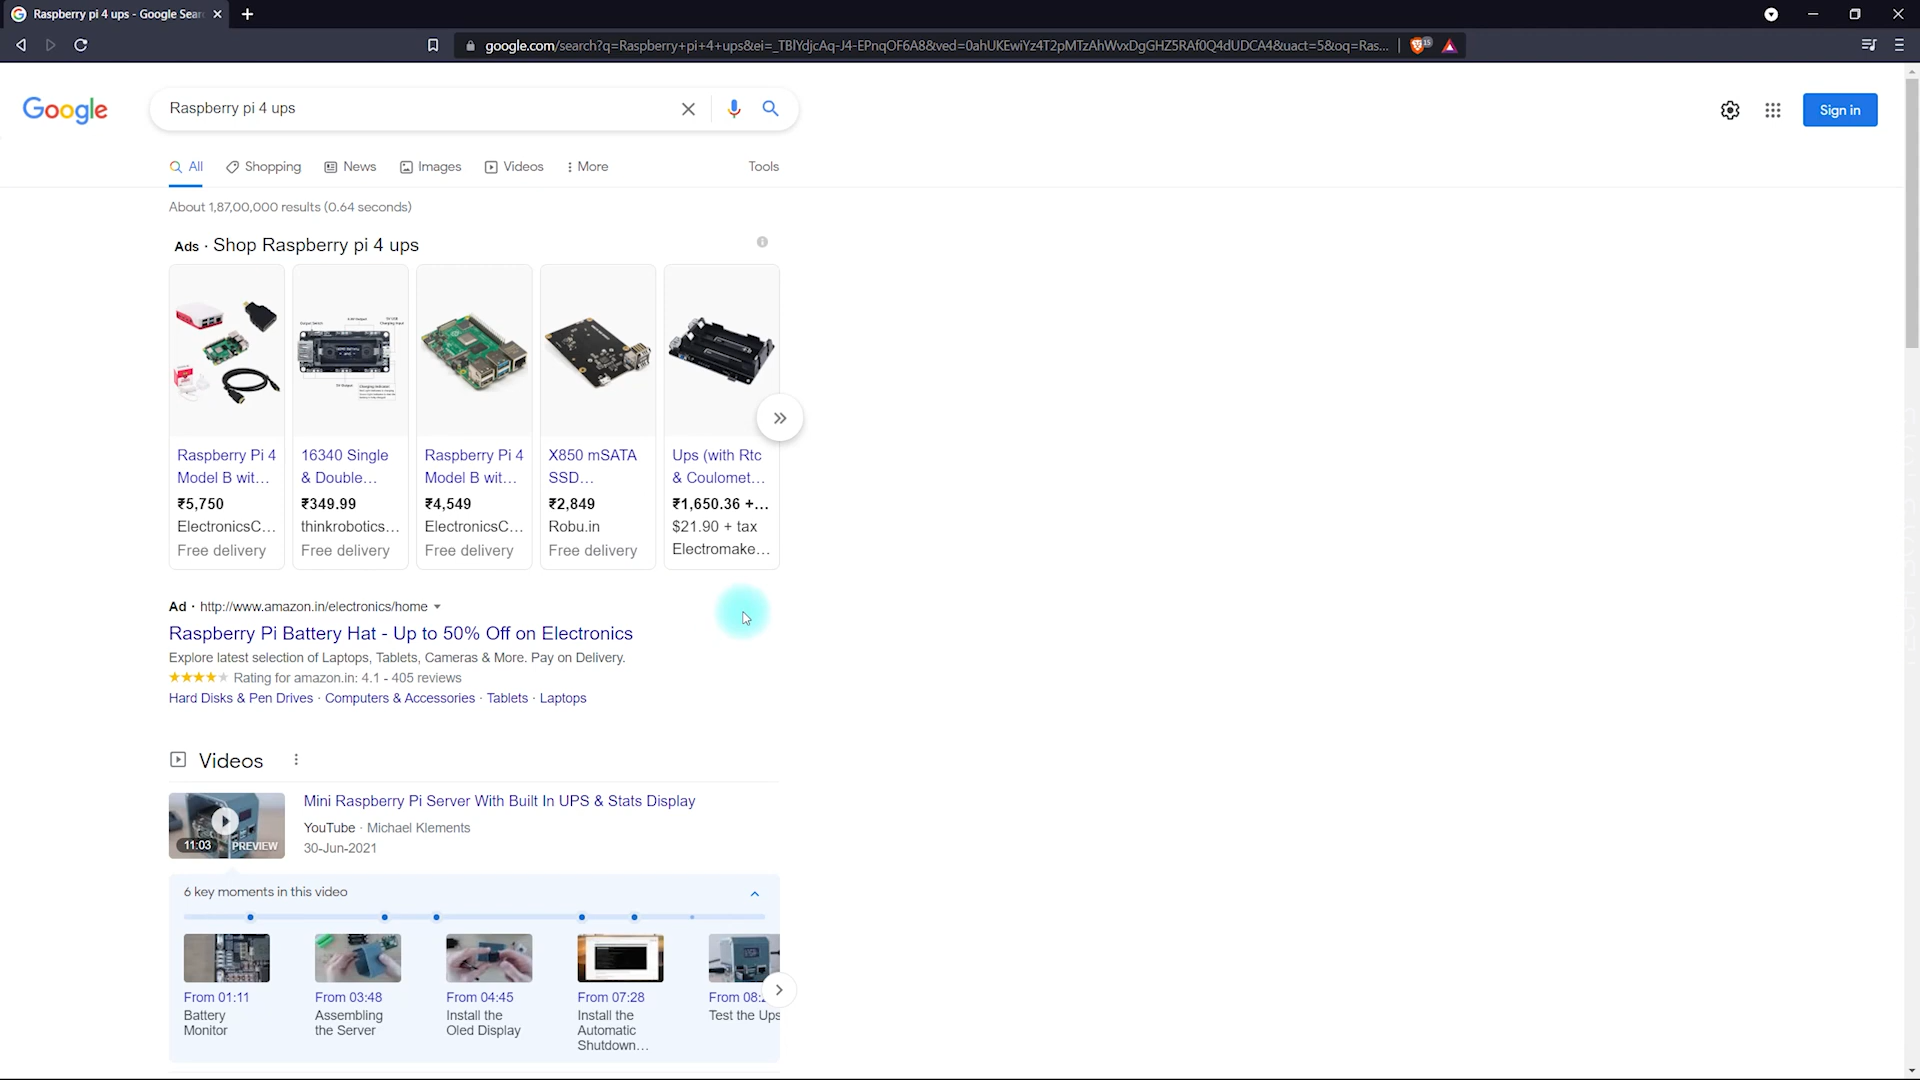 Raspberry pi 4 ups - Google Sear
google.com/search?q=Raspberry+pi+4+ups&ei=_TBlYdjcAq-J4-EPnqOF6A8&ved=0ahUKEwiYz4T2pMTzAhWvxDgGHZ5RAf0Q4dUDCA4&uact=5&oq=Ras...
15
Google
Raspberry pi 4 ups
Sign in
All
Shopping
News
Images
Videos
More
Tools
About 1,87,00,000 results (0.64 seconds)
Ads · Shop Raspberry pi 4 ups
Raspberry Pi 4
Model B wit...
₹5,750
ElectronicsC...
Free delivery
16340 Single
& Double...
₹349.99
thinkrobotics...
Free delivery
Raspberry Pi 4
Model B wit...
₹4,549
ElectronicsC...
Free delivery
X850 mSATA
SSD...
₹2,849
Robu.in
Free delivery
Ups (with Rtc
& Coulomet...
₹1,650.36 +...
$21.90 + tax
Electromake...
Ad · http://www.amazon.in/electronics/home
Raspberry Pi Battery Hat - Up to 50% Off on Electronics
Explore latest selection of Laptops, Tablets, Cameras & More. Pay on Delivery.
Rating for amazon.in: 4.1 - 405 reviews
Hard Disks & Pen Drives · Computers & Accessories · Tablets · Laptops
Videos
11:03
PREVIEW
Mini Raspberry Pi Server With Built In UPS & Stats Display
YouTube · Michael Klements
30-Jun-2021
6 key moments in this video
From 01:11
Battery
Monitor
From 03:48
Assembling
the Server
From 04:45
Install the
Oled Display
From 07:28
Install the
Automatic
Shutdown...
From 08:
Test the Ups